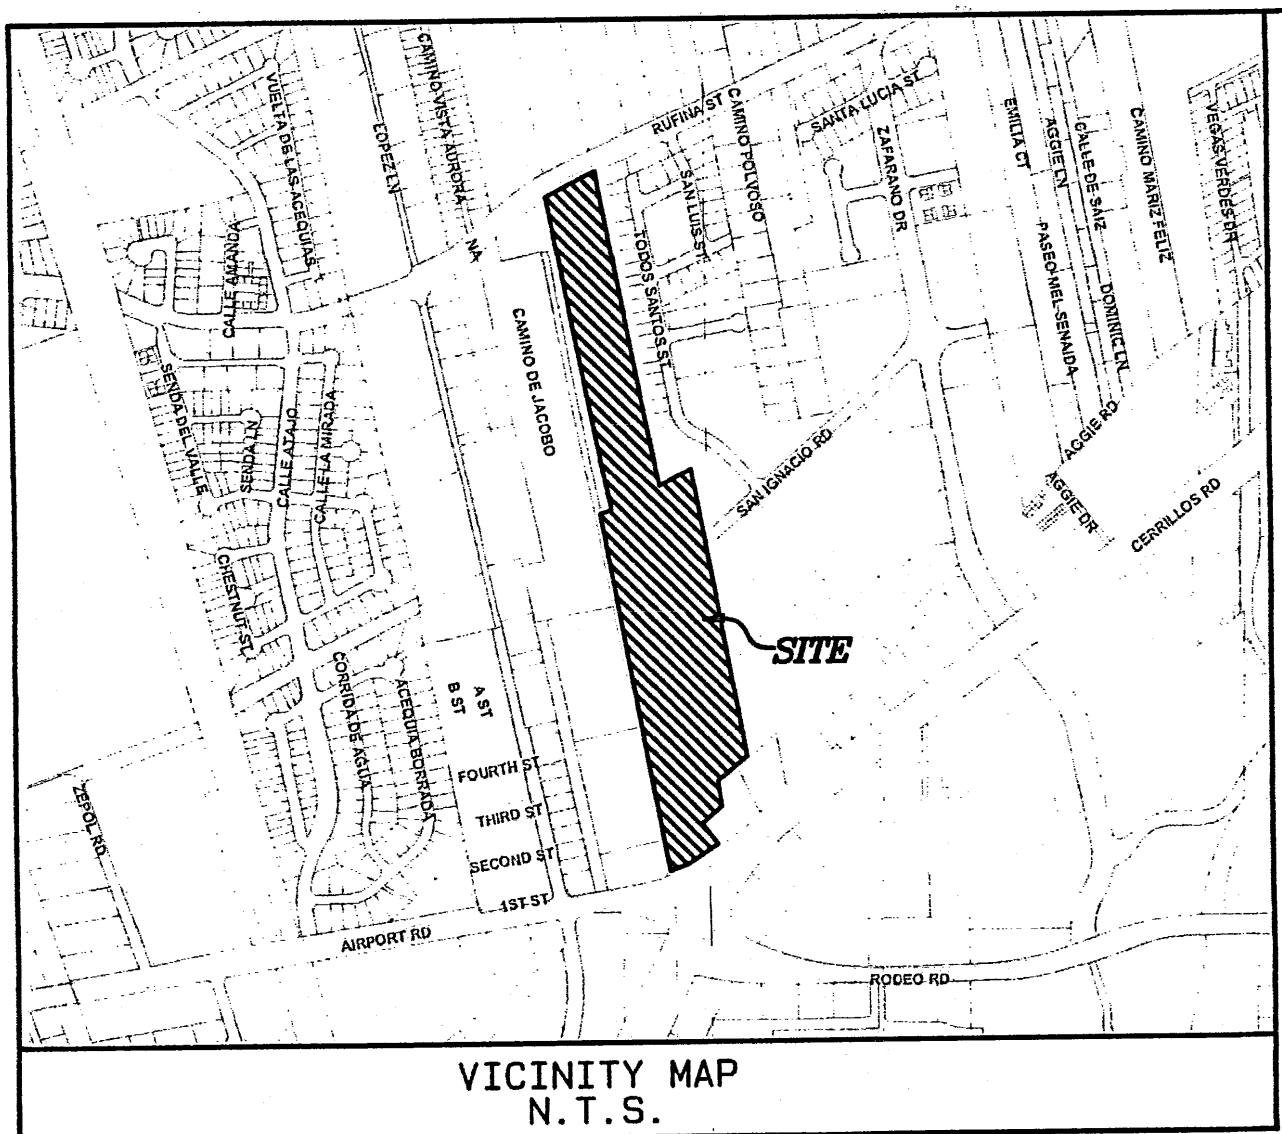 CAMINO VISTA AURORA
VUELTA DE LAS ACEQUIAS
LOPEZ LN
RUFINA ST
CAMINO POLVOSO
SANTA LUCIA ST
ZAFARANO DR
EMILIA CT
AGGIE LN
CALLE DE SAIZ
CAMINO MARIZ FELIZ
VEGAS VERDES DR
SAN LUIS ST
CALLE AMANDA
NA
TODOS SANTOS ST
PASEO MEL-SENAIDA
DOMINIC LN
CAMINO DE JACOBO
SENDA DEL VALLE
SENDA LN
CALLE ATAJO
CALLE LA MIRADA
SAN IGNACIO RD
AGGIE RD
AGGIE DR
CERRILLOS RD
CHESTNUT ST
SITE
CORRIDA DE AGUA
ACEQUIA BORRADA
A ST
B ST
FOURTH ST
ZEPOL RD
THIRD ST
SECOND ST
1ST ST
AIRPORT RD
RODEO RD
VICINITY MAP
N.T.S.